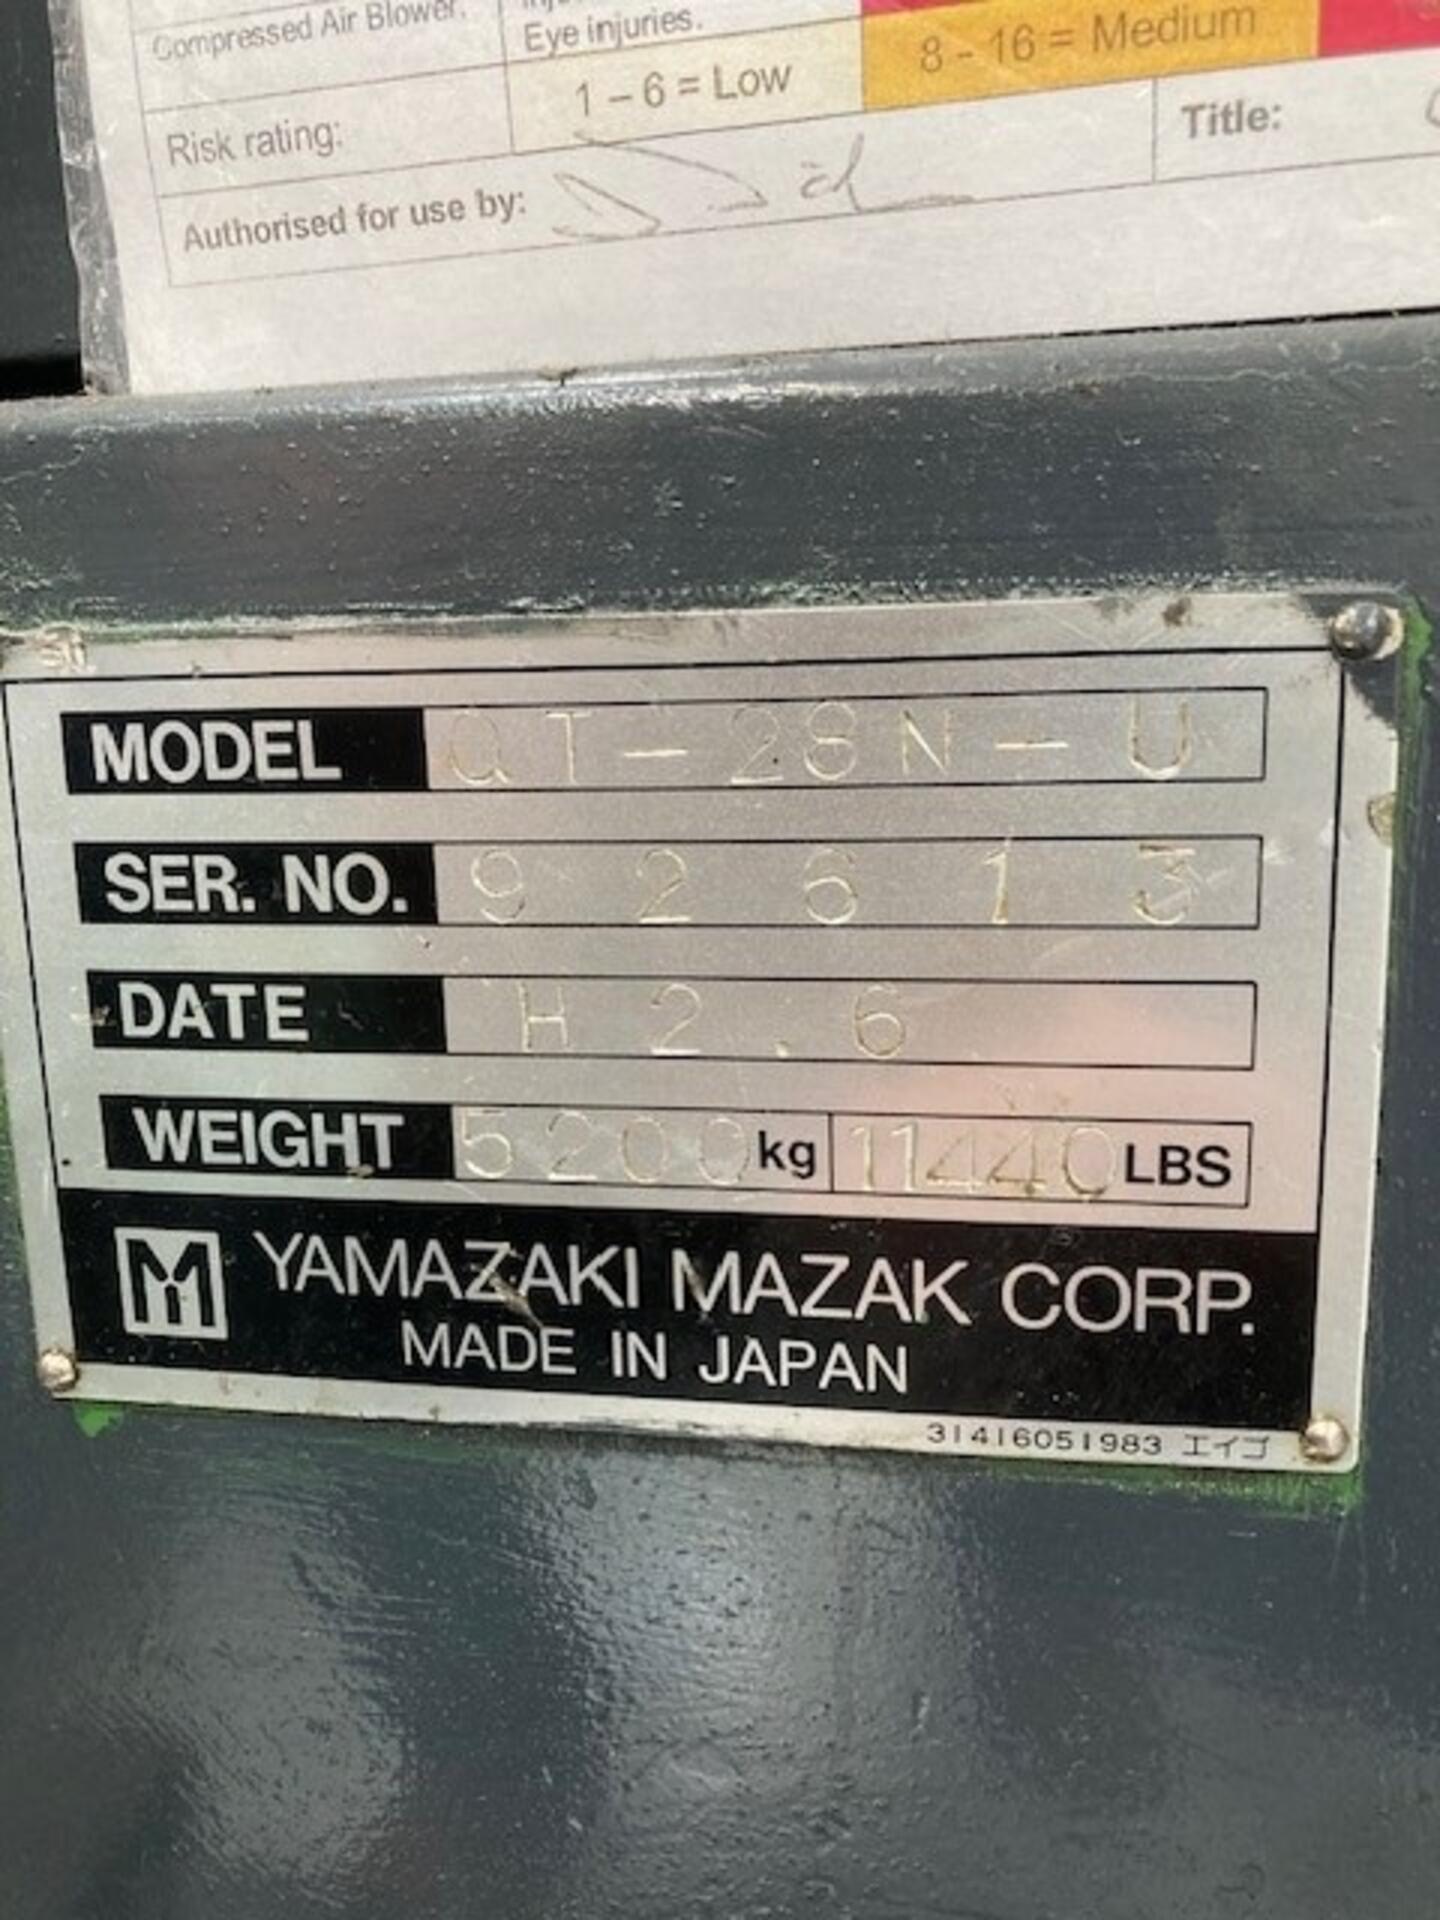 Compressed Air Blower.
Eye injuries.
Risk rating:
1 – 6 = Low
8 - 16 = Medium
Authorised for use by:
Title:
MODEL QT-28N-U
SER. NO. 92613
DATE H2.6
WEIGHT 5200 kg 11440 LBS
YAMAZAKI MAZAK CORP.
MADE IN JAPAN
31416051983 エイゴ